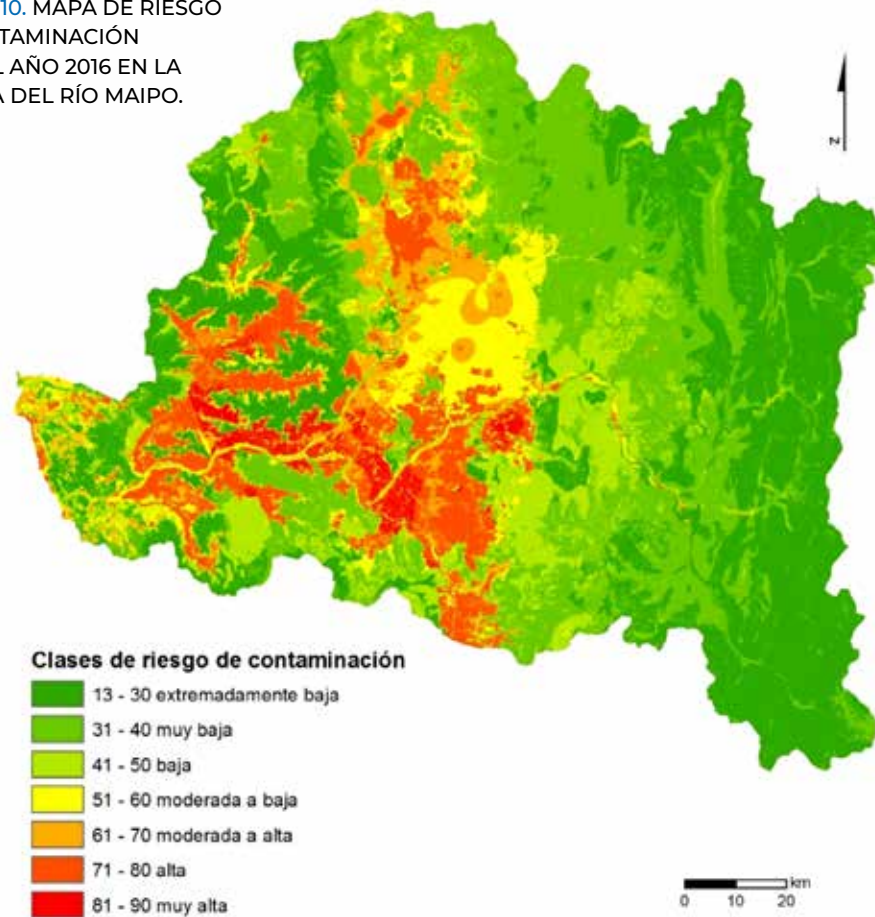 10. MAPA DE RIESGO
TAMINACIÓN
L AÑO 2016 EN LA
A DEL RÍO MAIPO.
N
Clases de riesgo de contaminación
13 - 30 extremadamente baja
31 - 40 muy baja
41 - 50 baja
51 - 60 moderada a baja
61 - 70 moderada a alta
71 - 80 alta
81 - 90 muy alta
km
0 10 20